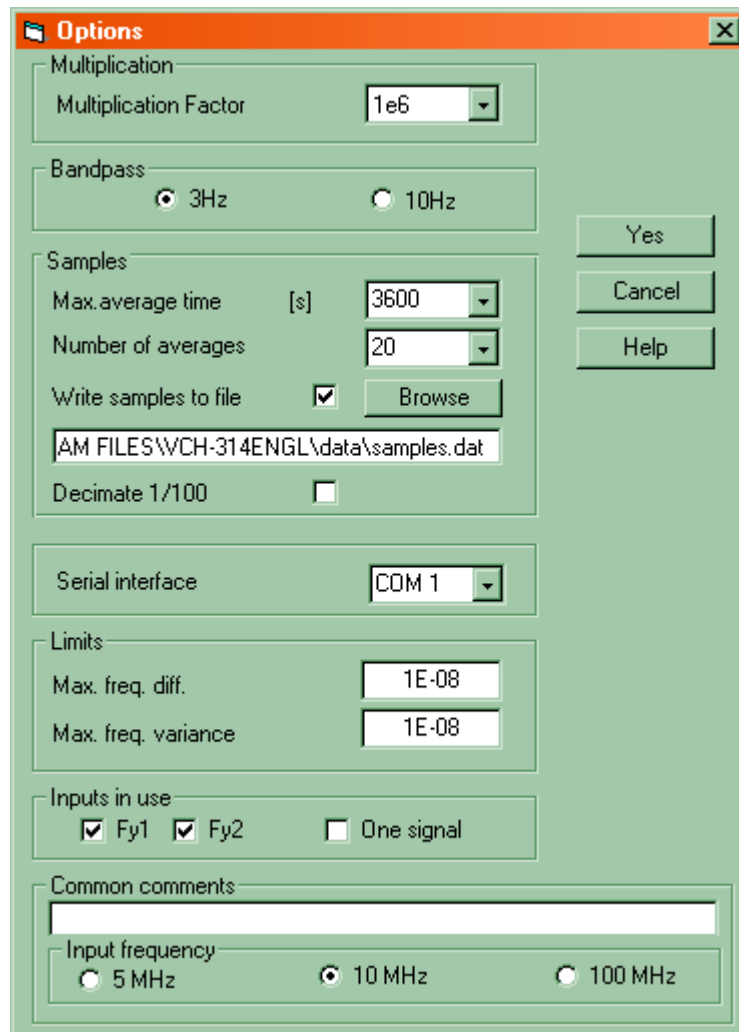 Options
Multiplication
Multiplication Factor 1e6
Bandpass
3Hz 10Hz
Yes
Samples
Max.average time [s] 3600
Cancel
Number of averages 20
Help
Write samples to file Browse
AM FILES\VCH-314ENGL\data\samples.dat
Decimate 1/100
Serial interface COM 1
Limits
Max. freq. diff. 1E-08
Max. freq. variance 1E-08
Inputs in use
Fy1 Fy2 One signal
Common comments
Input frequency
5 MHz 10 MHz 100 MHz